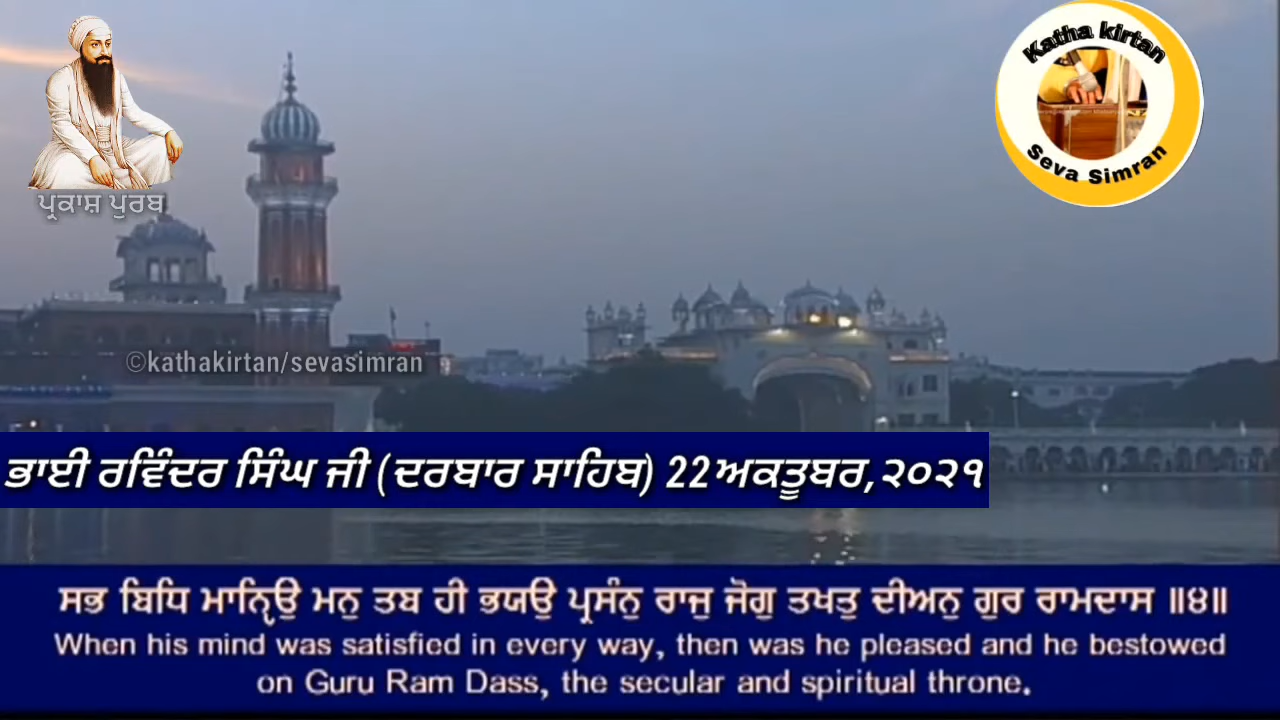 Katha kirtan
Seva Simran
ਪ੍ਰਕਾਸ਼ ਪੁਰਬ
©kathakirtan/sevasimran
ਭਾਈ ਰਵਿੰਦਰ ਸਿੰਘ ਜੀ (ਦਰਬਾਰ ਸਾਹਿਬ) 22ਅਕਤੂਬਰ,੨੦੨੧
ਸਭ ਬਿਧਿ ਮਾਨ੍ਹਿਉ ਮਨੁ ਤਬ ਹੀ ਭਯਉ ਪ੍ਰਸੰਨੁ ਰਾਜੁ ਜੋਗੁ ਤਖਤੁ ਦੀਅਨੁ ਗੁਰ ਰਾਮਦਾਸ ॥੪॥
When his mind was satisfied in every way, then was he pleased and he bestowed
on Guru Ram Dass, the secular and spiritual throne.